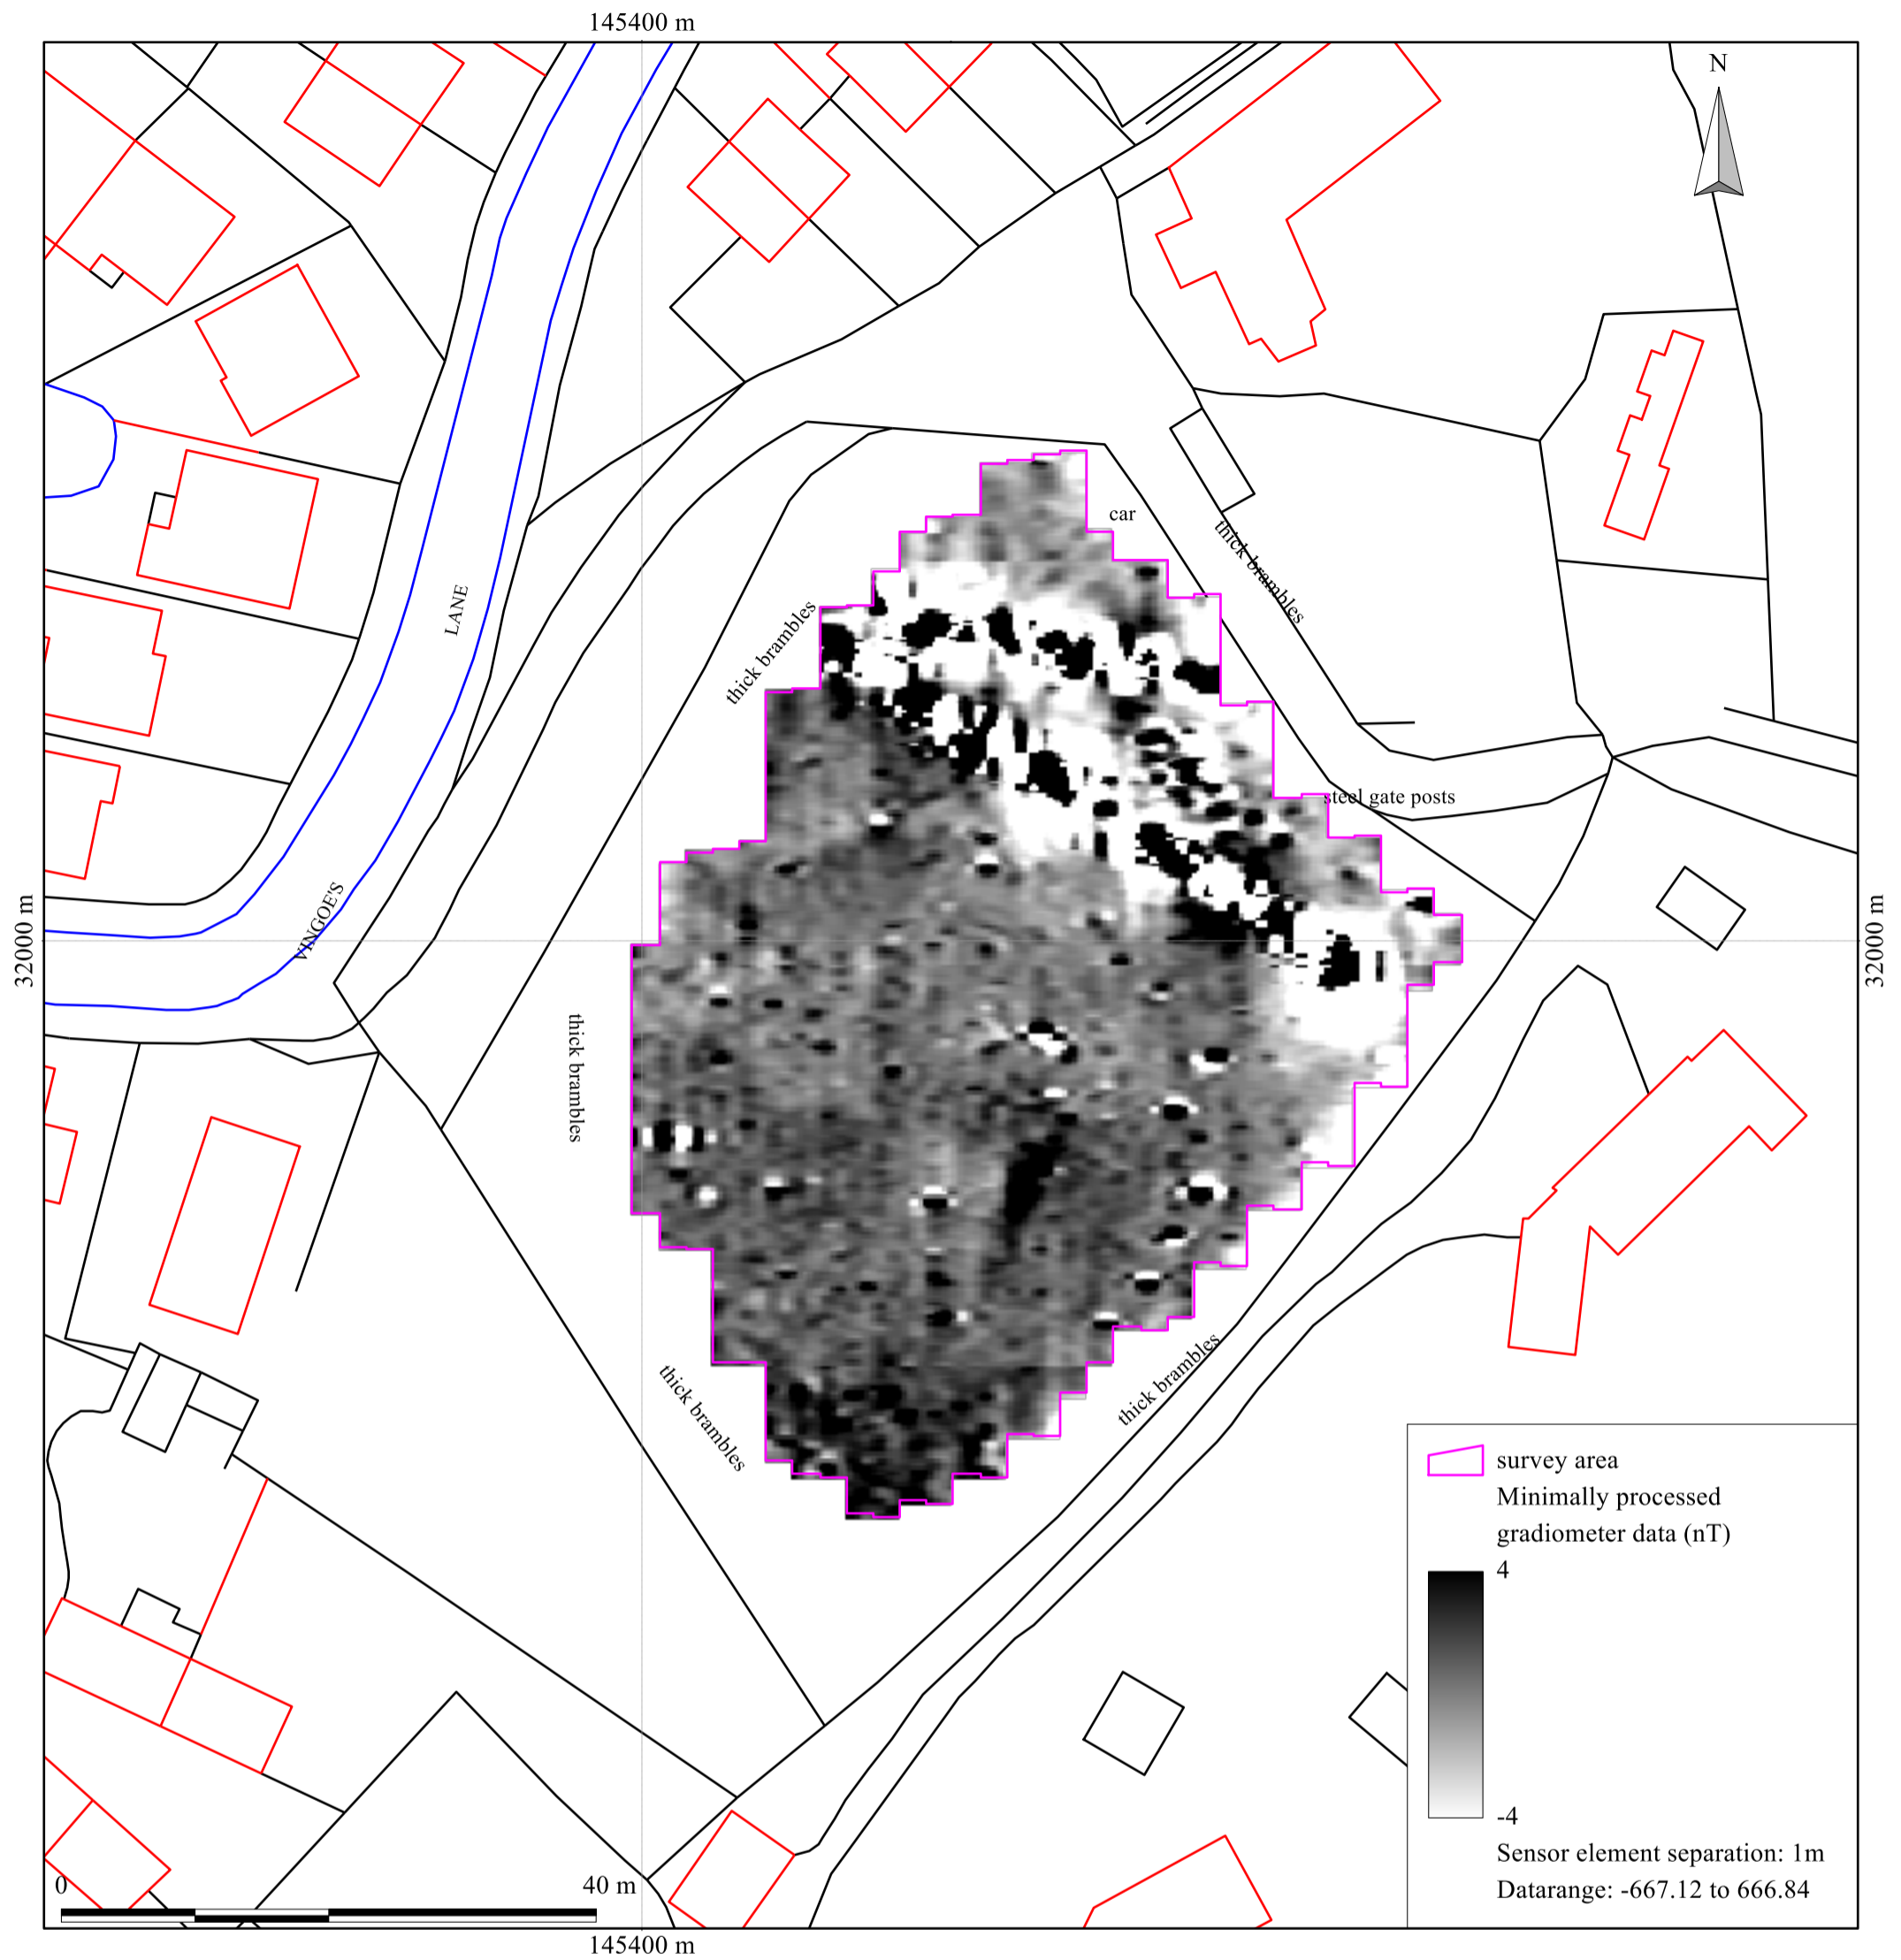 145400 m
N
car
thick brambles
thick brambles
LANE
steel gate posts
VINGOE'S
32000 m
32000 m
thick brambles
thick brambles
thick brambles
survey area
Minimally processed
gradiometer data (nT)
4
-4
Sensor element separation: 1m
Datarange: -667.12 to 666.84
0
40 m
145400 m